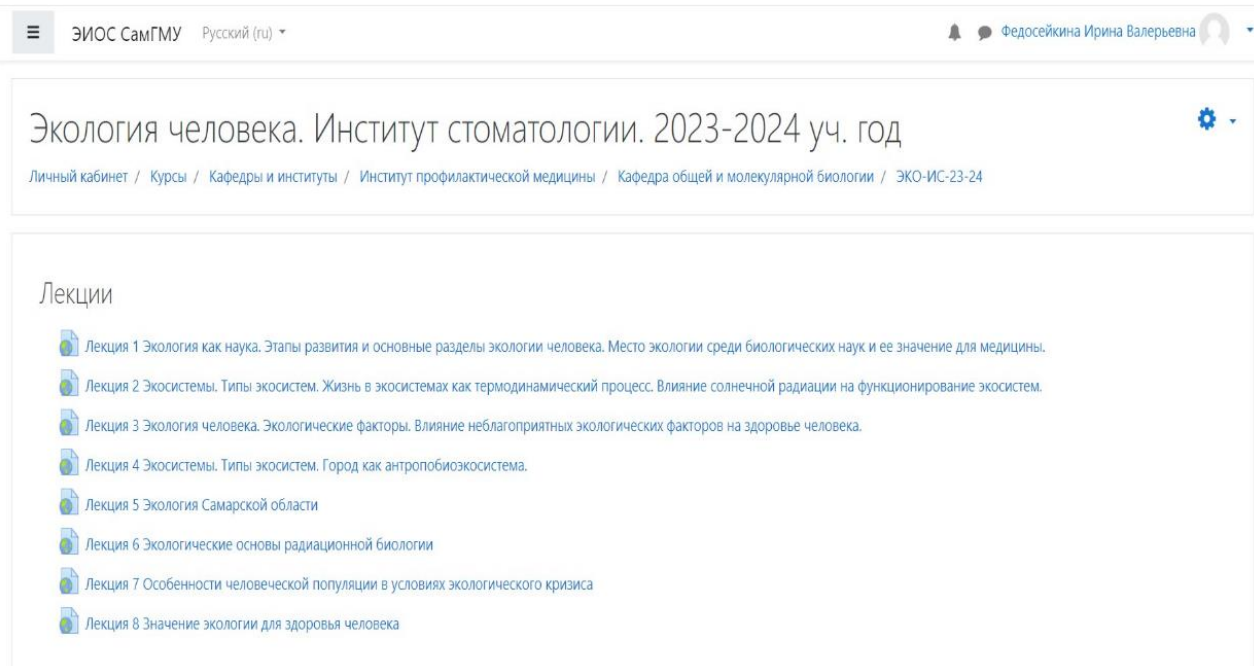 ЭИОС СамГМУ Русский (ru) Федосейкина Ирина Валерьевна
Экология человека. Институт стоматологии. 2023-2024 уч. год
Личный кабинет / Курсы / Кафедры и институты / Институт профилактической медицины / Кафедра общей и молекулярной биологии / ЭКО-ИС-23-24
Лекции
Лекция 1 Экология как наука. Этапы развития и основные разделы экологии человека. Место экологии среди биологических наук и ее значение для медицины.
Лекция 2 Экосистемы. Типы экосистем. Жизнь в экосистемах как термодинамический процесс. Влияние солнечной радиации на функционирование экосистем.
Лекция 3 Экология человека. Экологические факторы. Влияние неблагоприятных экологических факторов на здоровье человека.
Лекция 4 Экосистемы. Типы экосистем. Город как антропобиоэкосистема.
Лекция 5 Экология Самарской области
Лекция 6 Экологические основы радиационной биологии
Лекция 7 Особенности человеческой популяции в условиях экологического кризиса
Лекция 8 Значение экологии для здоровья человека